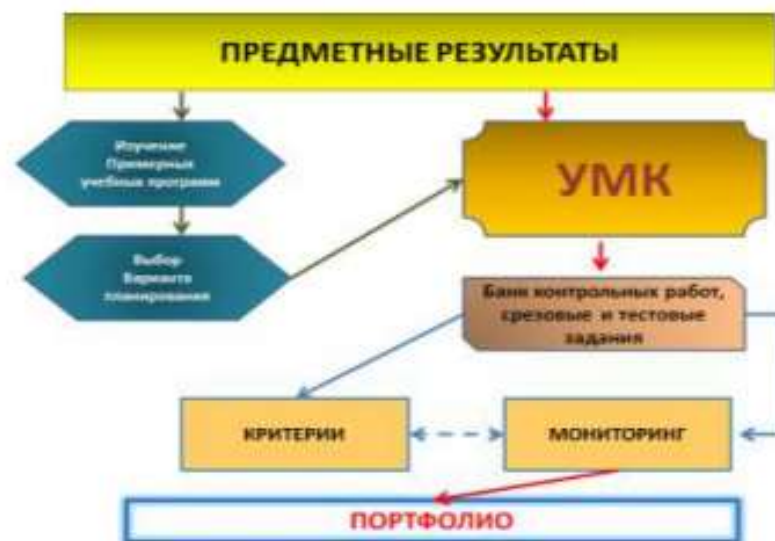 ПРЕДМЕТНЫЕ РЕЗУЛЬТАТЫ
Изучение
Примерных
учебных программ
УМК
Выбор
Варианта
планирования
Банк контрольных работ,
срезовые и тестовые
задания
КРИТЕРИИ
МОНИТОРИНГ
ПОРТФОЛИО